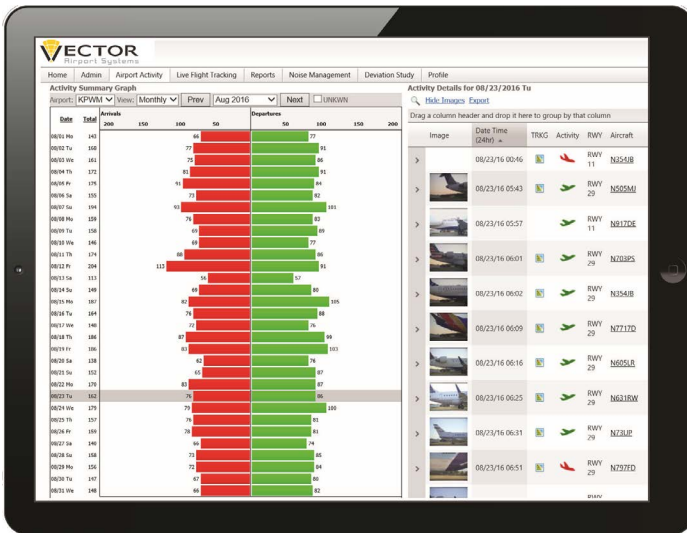 VECTOR
Airport Systems
Home Admin Airport Activity Live Flight Tracking Reports Noise Management Deviation Study Profile
Activity Summary Graph
Airport: KPWM View: Monthly Prev Aug 2016 Next UNKWN
Date Total Arrivals Departures
200 150 100 50 50 100 150 200
08/01 Mo 143 66 77
08/02 Tu 168 77 91
08/03 We 161 75 86
08/04 Th 172 81 91
08/05 Fr 175 91 84
08/06 Sa 155 73 82
08/07 Su 194 93 101
08/08 Mo 159 76 83
08/09 Tu 158 69 89
08/10 We 146 69 77
08/11 Th 174 88 86
08/12 Fr 204 113 91
08/13 Sa 113 56 57
08/14 Su 149 69 80
08/15 Mo 187 82 105
08/16 Tu 164 76 88
08/17 We 148 72 76
08/18 Th 186 87 99
08/19 Fr 186 83 103
08/20 Sa 138 62 76
08/21 Su 152 65 87
08/22 Mo 170 83 87
08/23 Tu 162 76 86
08/24 We 179 79 100
08/25 Th 157 76 81
08/26 Fr 159 78 81
08/27 Sa 140 66 74
08/28 Su 158 73 85
08/29 Mo 156 72 84
08/30 Tu 147 67 80
08/31 We 148 66 82
Activity Details for 08/23/2016 Tu
Hide Images Export
Drag a column header and drop it here to group by that column
Image Date Time (24hr) TRKG Activity RWY Aircraft
08/23/16 00:46 RWY 11 N354JB
08/23/16 05:43 RWY 29 N505MJ
08/23/16 05:57 RWY 11 N917DE
08/23/16 06:01 RWY 29 N703PS
08/23/16 06:02 RWY 29 N354JB
08/23/16 06:09 RWY 29 N7717D
08/23/16 06:16 RWY 29 N605LR
08/23/16 06:25 RWY 29 N631RW
08/23/16 06:31 RWY 29 N73UP
08/23/16 06:51 RWY 29 N797FD
RWY